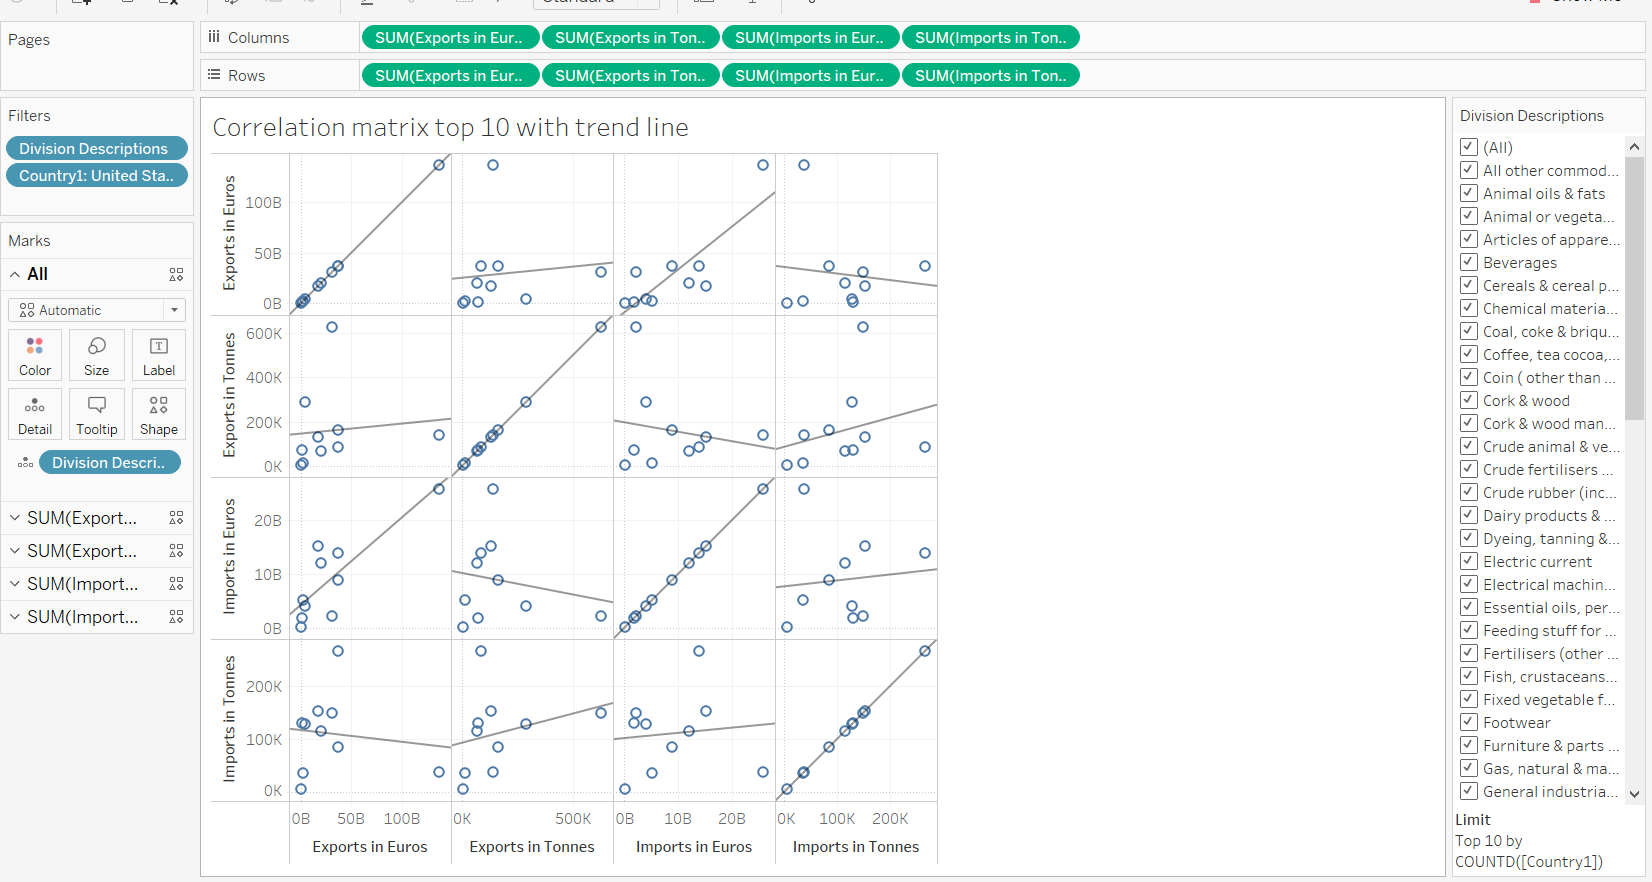 Pages
Columns
SUM(Exports in Eur.. SUM(Exports in Ton.. SUM(Imports in Eur.. SUM(Imports in Ton..
Rows
SUM(Exports in Eur.. SUM(Exports in Ton.. SUM(Imports in Eur.. SUM(Imports in Ton..
Filters
Division Descriptions
Country1: United Sta..
Marks
All
Automatic
Color Size Label
Detail Tooltip Shape
Division Descri..
SUM(Export...
SUM(Export...
SUM(Import...
SUM(Import...
Correlation matrix top 10 with trend line
Exports in Euros
100B
50B
0B
Exports in Tonnes
600K
400K
200K
0K
Imports in Euros
20B
10B
0B
Imports in Tonnes
200K
100K
0K
0B 50B 100B 0K 500K 0B 10B 20B 0K 100K 200K
Exports in Euros Exports in Tonnes Imports in Euros Imports in Tonnes
Division Descriptions
(All)
All other commod...
Animal oils & fats
Animal or vegeta...
Articles of appare...
Beverages
Cereals & cereal p...
Chemical materia...
Coal, coke & briqu...
Coffee, tea cocoa,...
Coin ( other than ...
Cork & wood
Cork & wood man...
Crude animal & ve...
Crude fertilisers ...
Crude rubber (inc...
Dairy products & ...
Dyeing, tanning &...
Electric current
Electrical machin...
Essential oils, per...
Feeding stuff for ...
Fertilisers (other ...
Fish, crustaceans...
Fixed vegetable f...
Footwear
Furniture & parts ...
Gas, natural & ma...
General industria...
Limit
Top 10 by
COUNTD([Country1])